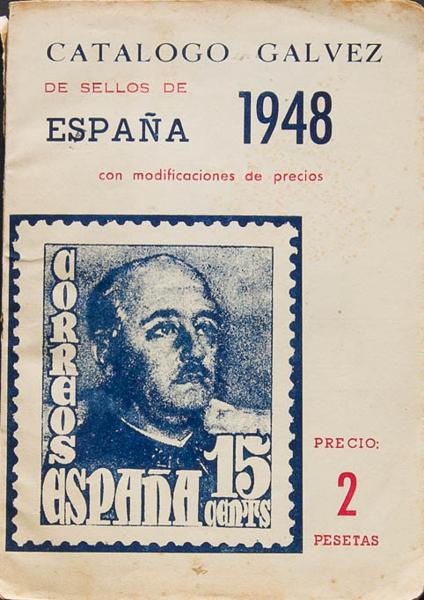 CATALOGO GALVEZ
DE SELLOS DE
ESPAÑA 1948
con modificaciones de precios
CORREOS
ESPAÑA 15
CENTS
PRECIO:
2
PESETAS